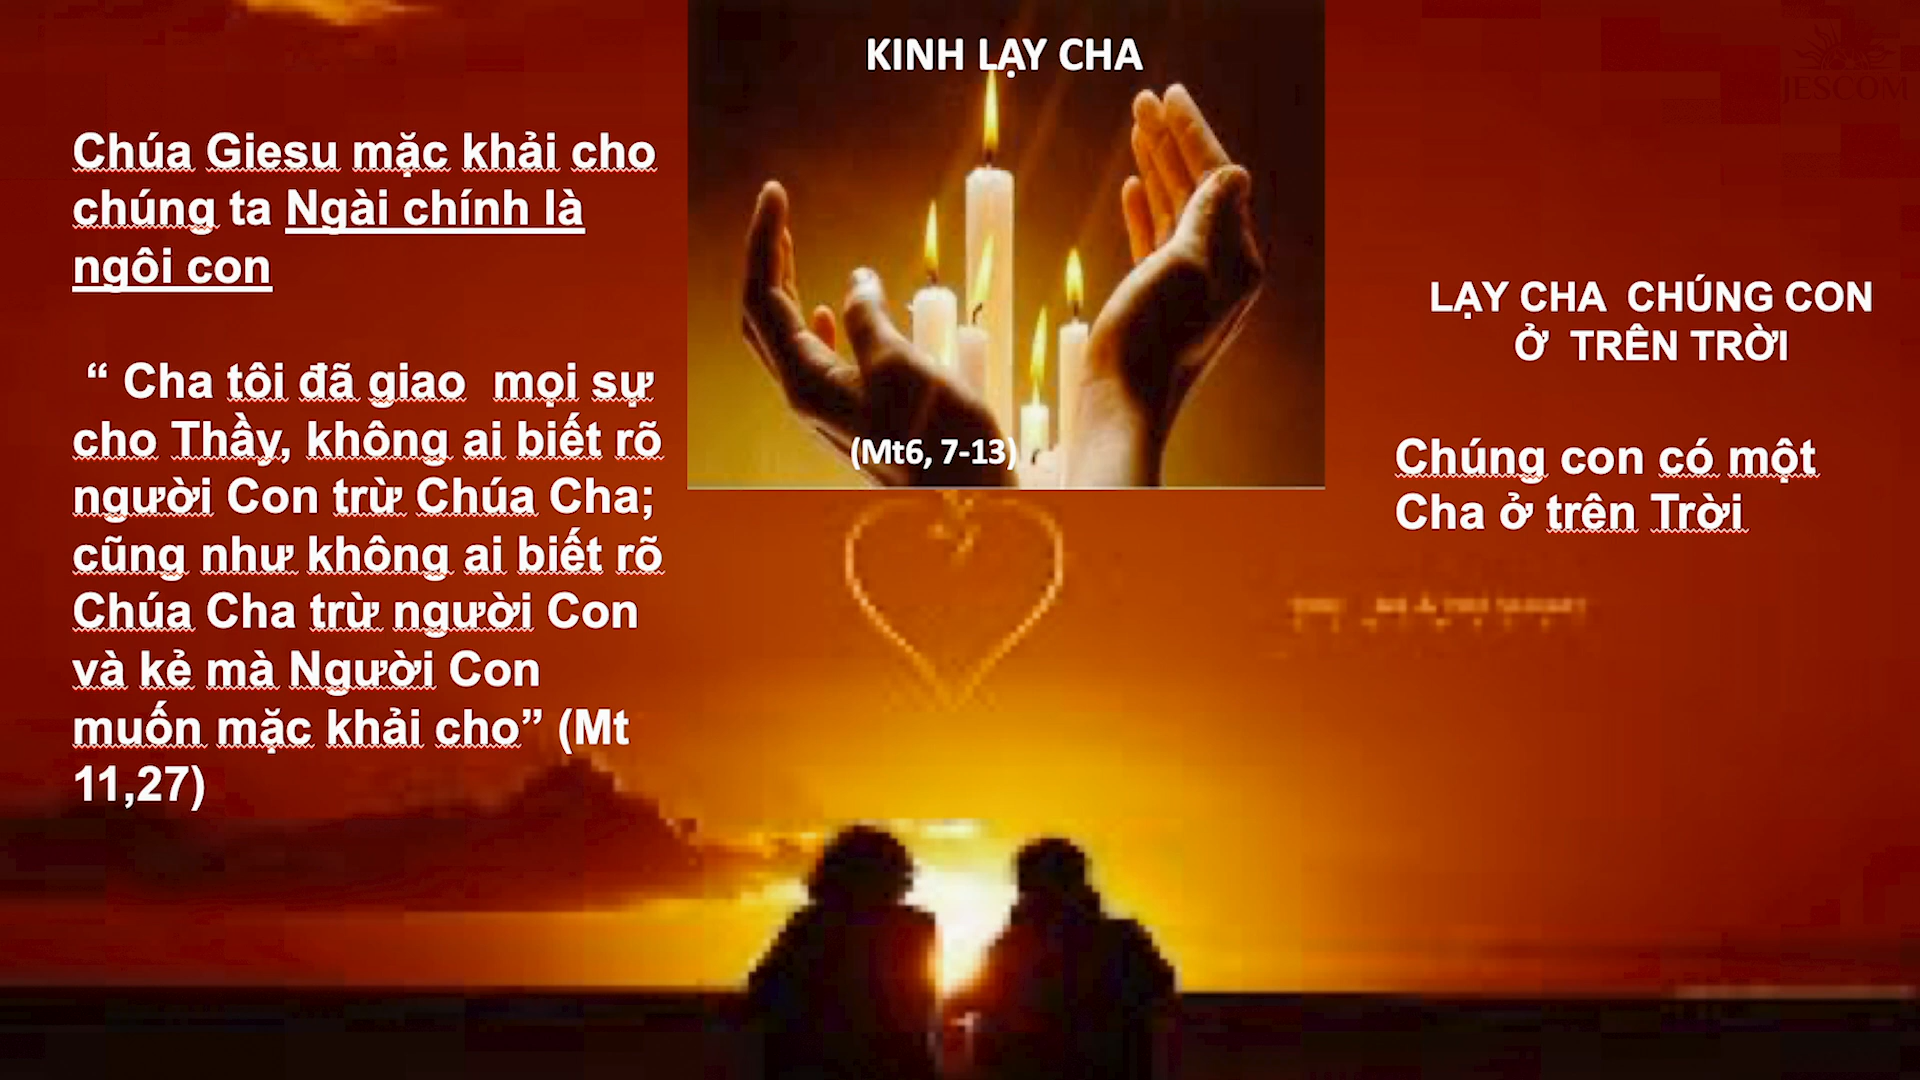 KINH LẠY CHA
Chúa Giesu mặc khải cho
chúng ta Ngài chính là
ngôi con
“ Cha tôi đã giao mọi sự
cho Thầy, không ai biết rõ
người Con trừ Chúa Cha;
cũng như không ai biết rõ
Chúa Cha trừ người Con
và kẻ mà Người Con
muốn mặc khải cho” (Mt
11,27)
(Mt6, 7-13)
LẠY CHA CHÚNG CON
Ở TRÊN TRỜI
Chúng con có một
Cha ở trên Trời
JESCOM